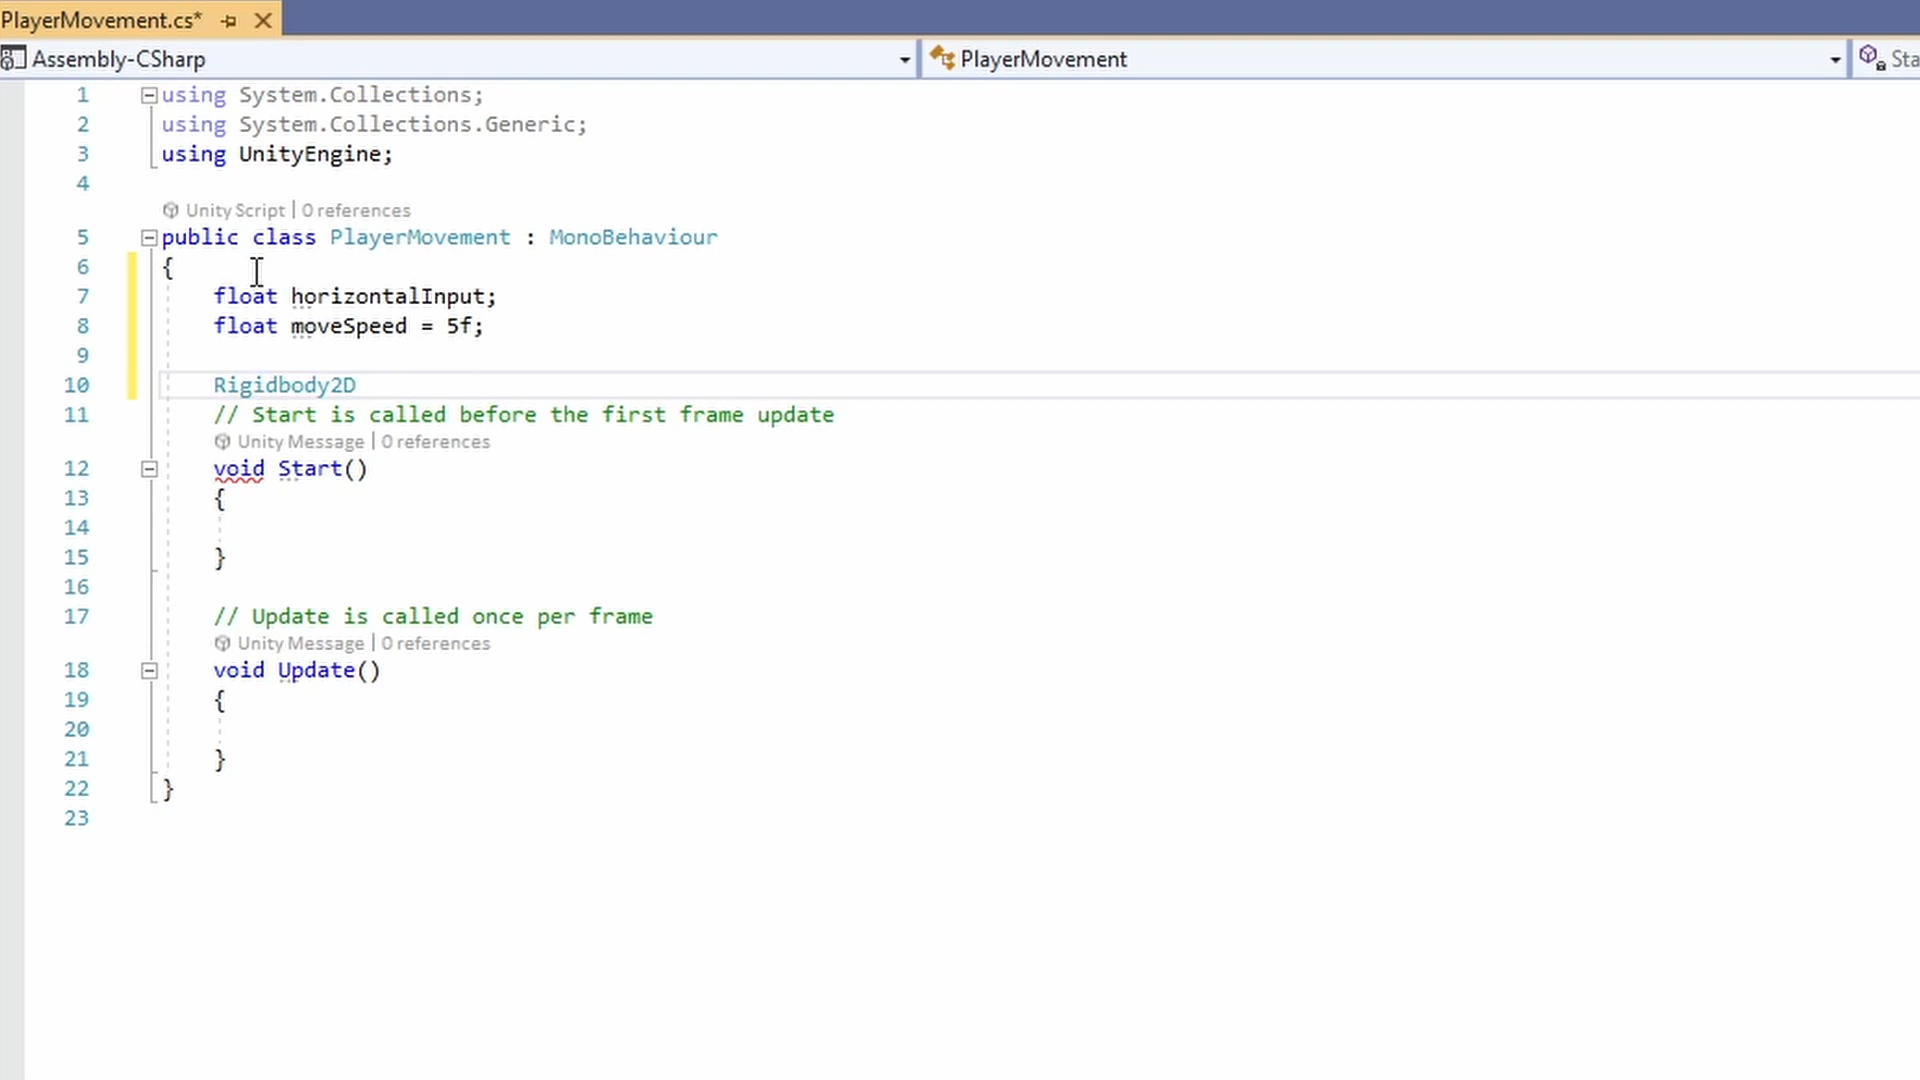 PlayerMovement.cs*
Assembly-CSharp PlayerMovement Sta
1 using System.Collections;
2 using System.Collections.Generic;
3 using UnityEngine;
4
Unity Script | 0 references
5 public class PlayerMovement : MonoBehaviour
6 {
7 float horizontalInput;
8 float moveSpeed = 5f;
9
10 Rigidbody2D
11 // Start is called before the first frame update
Unity Message | 0 references
12 void Start()
13 {
14
15 }
16
17 // Update is called once per frame
Unity Message | 0 references
18 void Update()
19 {
20
21 }
22 }
23